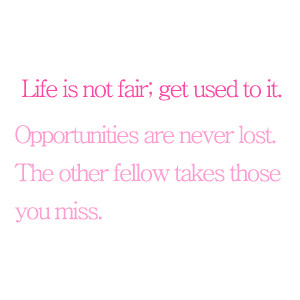 Life is not fair; get used to it.
Opportunities are never lost.
The other fellow takes those
you miss.